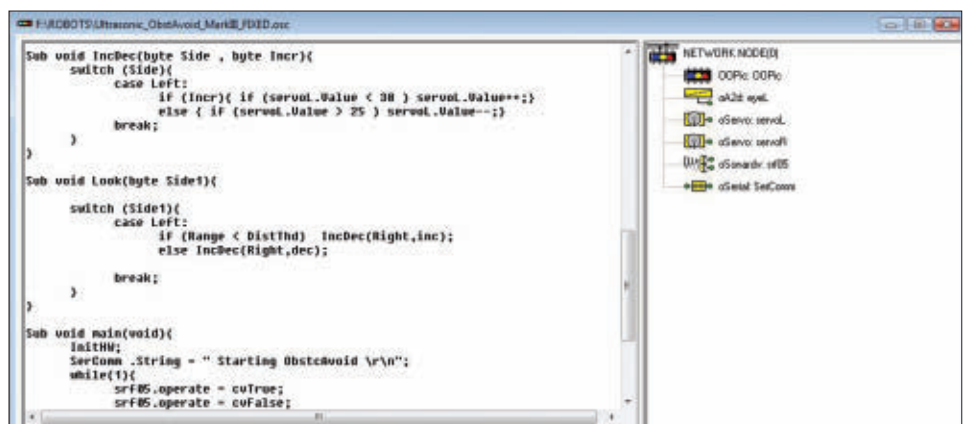 F:\ROBOTS\Ultrasonic_ObstAvoid_MarkIII_FIXED.osc
Sub void IncDec(byte Side , byte Incr){
switch (Side){
case Left:
if (Incr){ if (servoL.Value < 38 ) servoL.Value++;}
else { if (servoL.Value > 25 ) servoL.Value--;}
break;
}
}
Sub void Look(byte Side1){
switch (Side1){
case Left:
if (Range < DistThd) IncDec(Right,inc);
else IncDec(Right,dec);
break;
}
}
Sub void main(void){
InitHW;
SerComm .String = " Starting ObstcAvoid \r\n";
while(1){
srf05.operate = cvTrue;
srf05.operate = cvFalse;
NETWORK NODE(0)
OOPic: OOPic
oA2d: eyeL
oServo: servoL
oServo: servoR
oSonardv: srf05
oSerial: SerComm